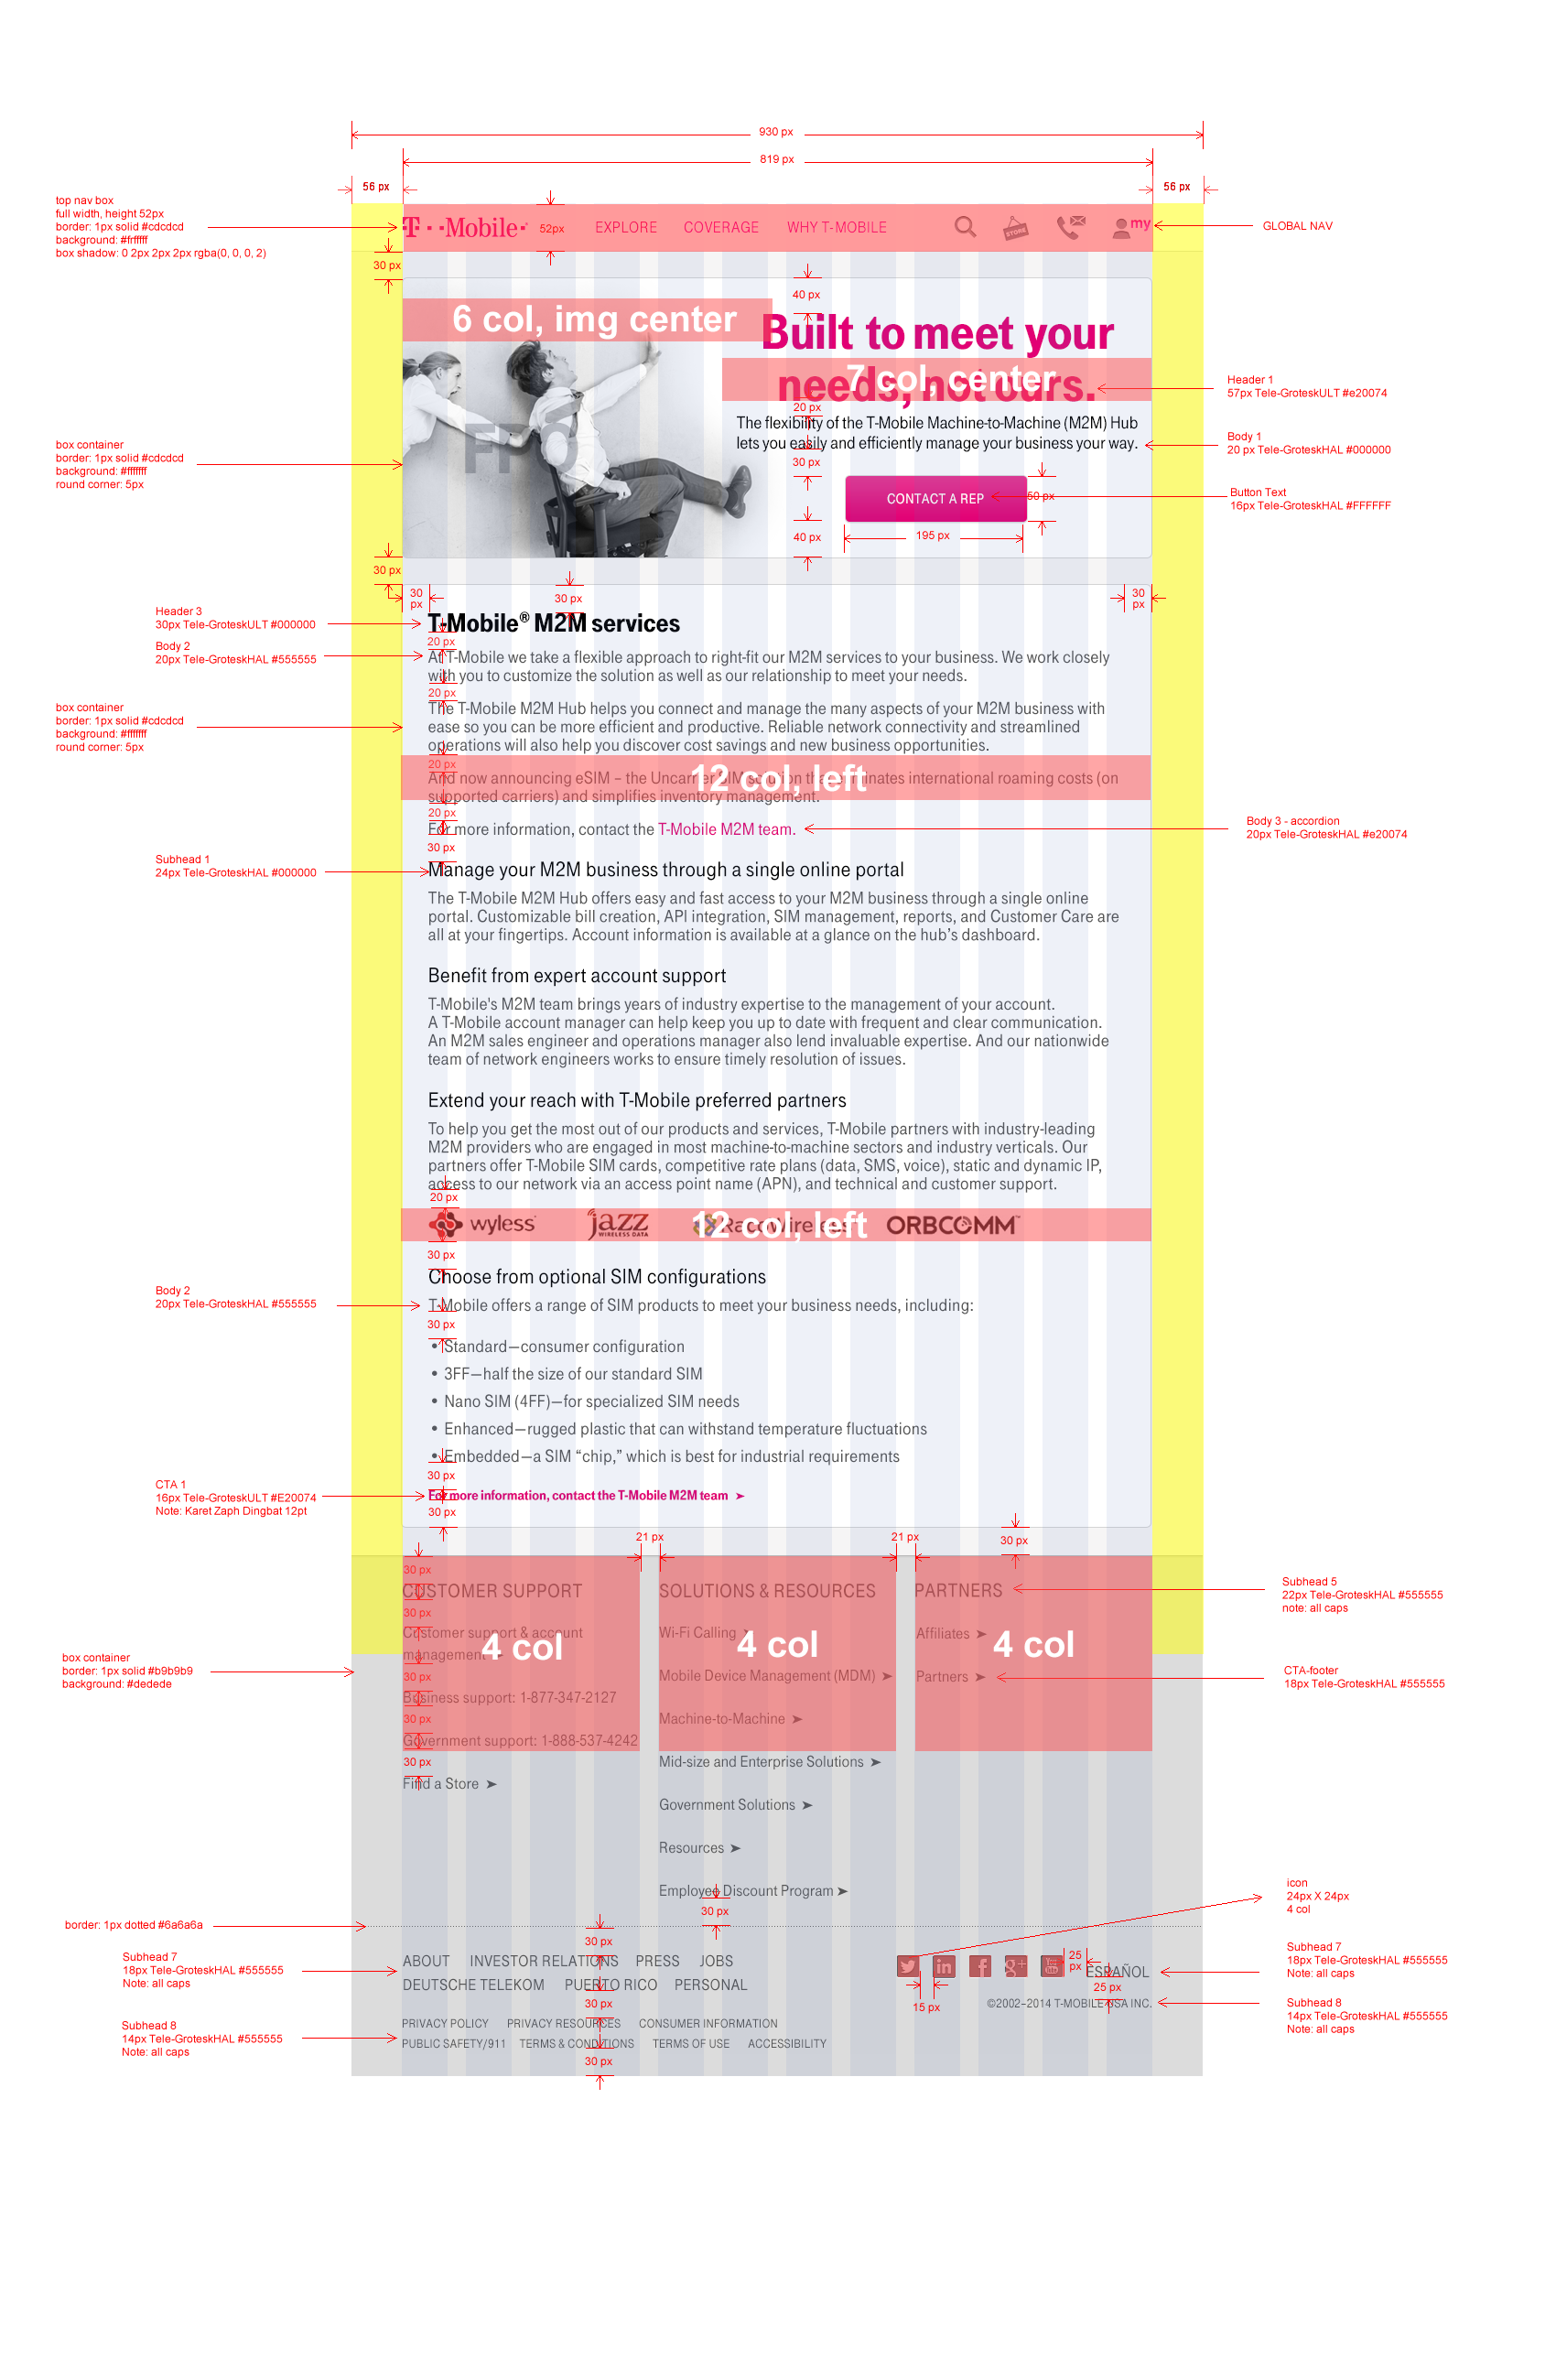 930 px
819 px
56 px
56 px
top nav box
full width, height 52px
border: 1px solid #cdcdcd
background: #frfffff
box shadow: 0 2px 2px 2px rgba(0, 0, 0, 2)
T··Mobile·
52px
EXPLORE
COVERAGE
WHY T-MOBILE
STORE
my
GLOBAL NAV
30 px
40 px
6 col, img center
Built to meet your
needs, not ours.
7 col, center
Header 1
57px Tele-GroteskULT #e20074
20 px
FPO
The flexibility of the T-Mobile Machine-to-Machine (M2M) Hub
lets you easily and efficiently manage your business your way.
Body 1
20 px Tele-GroteskHAL #000000
box container
border: 1px solid #cdcdcd
background: #ffffffff
round corner: 5px
30 px
CONTACT A REP
50 px
Button Text
16px Tele-GroteskHAL #FFFFFF
40 px
195 px
30 px
30 px
30 px
30 px
Header 3
30px Tele-GroteskULT #000000
T-Mobile® M2M services
20 px
Body 2
20px Tele-GroteskHAL #555555
At T-Mobile we take a flexible approach to right-fit our M2M services to your business. We work closely
with you to customize the solution as well as our relationship to meet your needs.
20 px
box container
border: 1px solid #cdcdcd
background: #ffffffff
round corner: 5px
The T-Mobile M2M Hub helps you connect and manage the many aspects of your M2M business with
ease so you can be more efficient and productive. Reliable network connectivity and streamlined
operations will also help you discover cost savings and new business opportunities.
20 px
12 col, left
And now announcing eSIM – the Uncarrier SIM solution that eliminates international roaming costs (on
supported carriers) and simplifies inventory management.
20 px
For more information, contact the T-Mobile M2M team.
Body 3 - accordion
20px Tele-GroteskHAL #e20074
30 px
Subhead 1
24px Tele-GroteskHAL #000000
Manage your M2M business through a single online portal
The T-Mobile M2M Hub offers easy and fast access to your M2M business through a single online
portal. Customizable bill creation, API integration, SIM management, reports, and Customer Care are
all at your fingertips. Account information is available at a glance on the hub's dashboard.
Benefit from expert account support
T-Mobile's M2M team brings years of industry expertise to the management of your account.
A T-Mobile account manager can help keep you up to date with frequent and clear communication.
An M2M sales engineer and operations manager also lend invaluable expertise. And our nationwide
team of network engineers works to ensure timely resolution of issues.
Extend your reach with T-Mobile preferred partners
To help you get the most out of our products and services, T-Mobile partners with industry-leading
M2M providers who are engaged in most machine-to-machine sectors and industry verticals. Our
partners offer T-Mobile SIM cards, competitive rate plans (data, SMS, voice), static and dynamic IP,
access to our network via an access point name (APN), and technical and customer support.
20 px
wyless
jazz
WIRELESS DATA
RacoWireless
ORBCOMM™
12 col, left
30 px
Choose from optional SIM configurations
Body 2
20px Tele-GroteskHAL #555555
T-Mobile offers a range of SIM products to meet your business needs, including:
30 px
• Standard—consumer configuration
• 3FF—half the size of our standard SIM
• Nano SIM (4FF)—for specialized SIM needs
• Enhanced—rugged plastic that can withstand temperature fluctuations
• Embedded—a SIM “chip,” which is best for industrial requirements
30 px
CTA 1
16px Tele-GroteskULT #E20074
Note: Karet Zaph Dingbat 12pt
For more information, contact the T-Mobile M2M team ➤
30 px
21 px
21 px
30 px
30 px
CUSTOMER SUPPORT
SOLUTIONS & RESOURCES
PARTNERS
Subhead 5
22px Tele-GroteskHAL #555555
note: all caps
30 px
Customer support & account
management ➤
4 col
Wi-Fi Calling ➤
4 col
Affiliates ➤
4 col
box container
border: 1px solid #b9b9b9
background: #dedede
30 px
Business support: 1-877-347-2127
Mobile Device Management (MDM) ➤
Partners ➤
CTA-footer
18px Tele-GroteskHAL #555555
30 px
Government support: 1-888-537-4242
Machine-to-Machine ➤
30 px
Find a Store ➤
Mid-size and Enterprise Solutions ➤
Government Solutions ➤
Resources ➤
Employee Discount Program ➤
30 px
icon
24px X 24px
4 col
border: 1px dotted #6a6a6a
30 px
Subhead 7
18px Tele-GroteskHAL #555555
Note: all caps
ABOUT INVESTOR RELATIONS PRESS JOBS
DEUTSCHE TELEKOM PUERTO RICO PERSONAL
in
f
g+
You
25 px
ESPAÑOL
25 px
15 px
Subhead 7
18px Tele-GroteskHAL #555555
Note: all caps
30 px
©2002–2014 T-MOBILE USA INC.
Subhead 8
14px Tele-GroteskHAL #555555
Note: all caps
Subhead 8
14px Tele-GroteskHAL #555555
Note: all caps
PRIVACY POLICY PRIVACY RESOURCES CONSUMER INFORMATION
PUBLIC SAFETY/911 TERMS & CONDITIONS TERMS OF USE ACCESSIBILITY
30 px